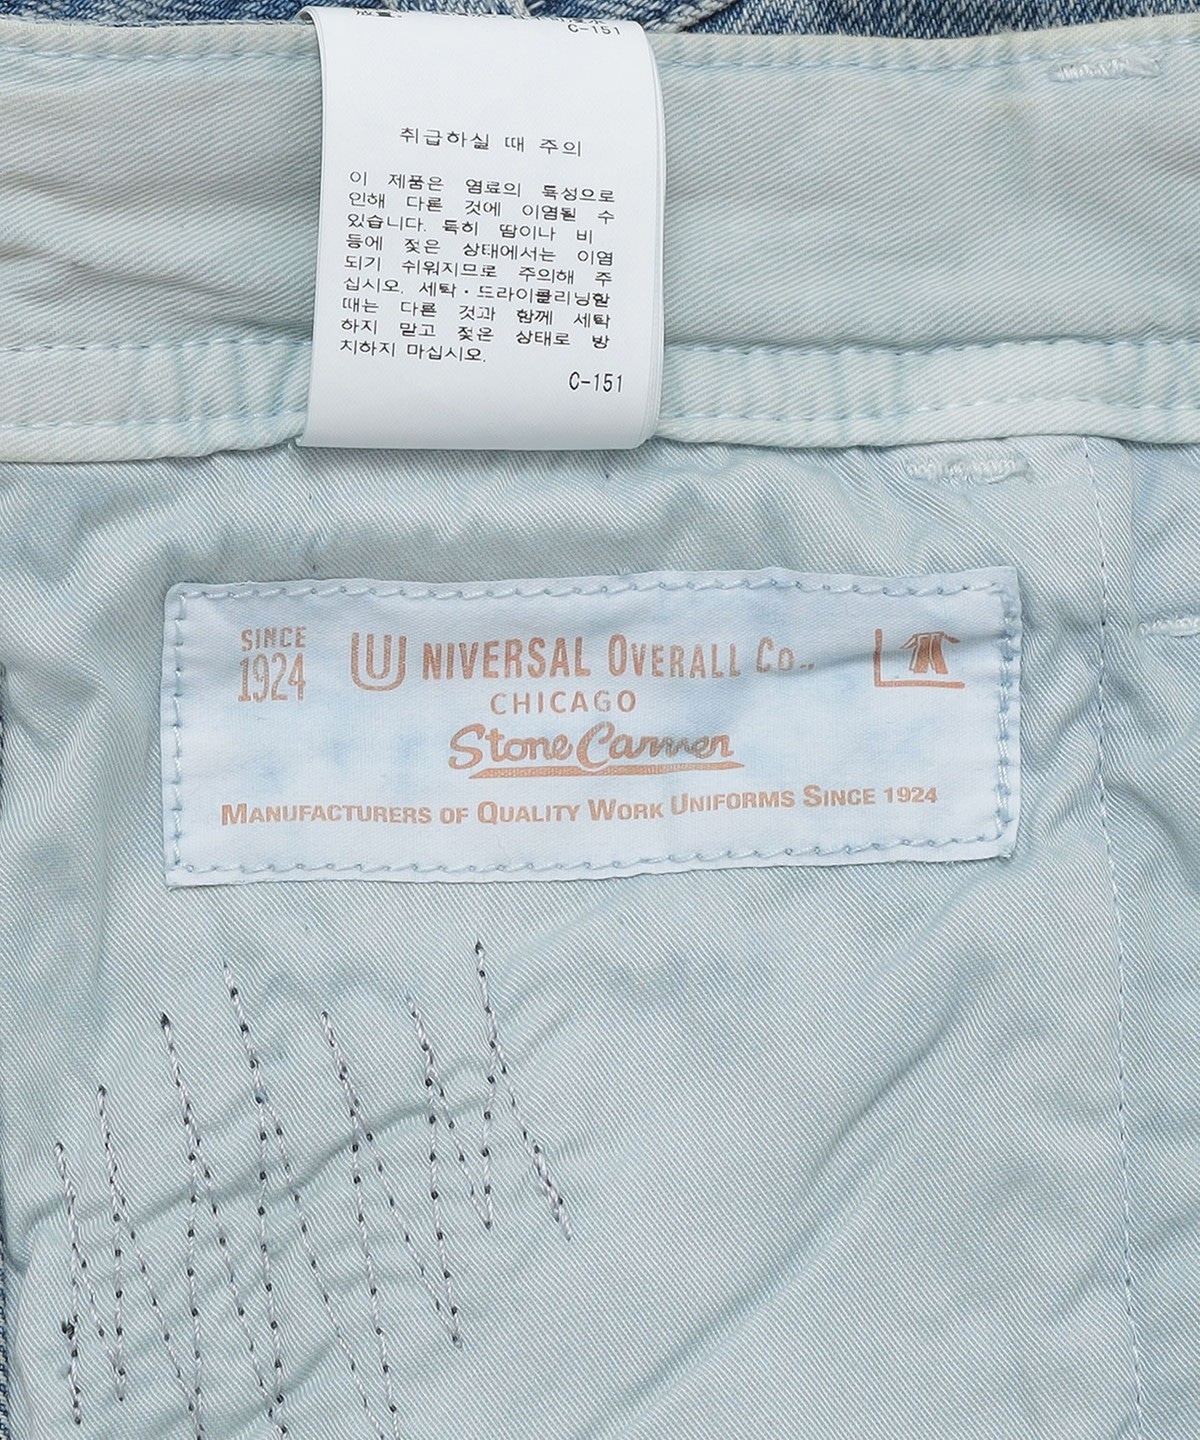 C-151
취급하실 때 주의
이 제품은 염료의 특성으로
인해 다른 것에 이염될 수
있습니다. 특히 땀이나 비
등에 젖은 상태에서는 이염
되기 쉬워지므로 주의해 주
십시오. 세탁・드라이클리닝할
때는 다른 것과 함께 세탁
하지 말고 젖은 상태로 방
치하지 마십시오.
C-151
SINCE
1924
UNIVERSAL OVERALL CO.,
CHICAGO
Stone Carver
MANUFACTURERS OF QUALITY WORK UNIFORMS SINCE 1924